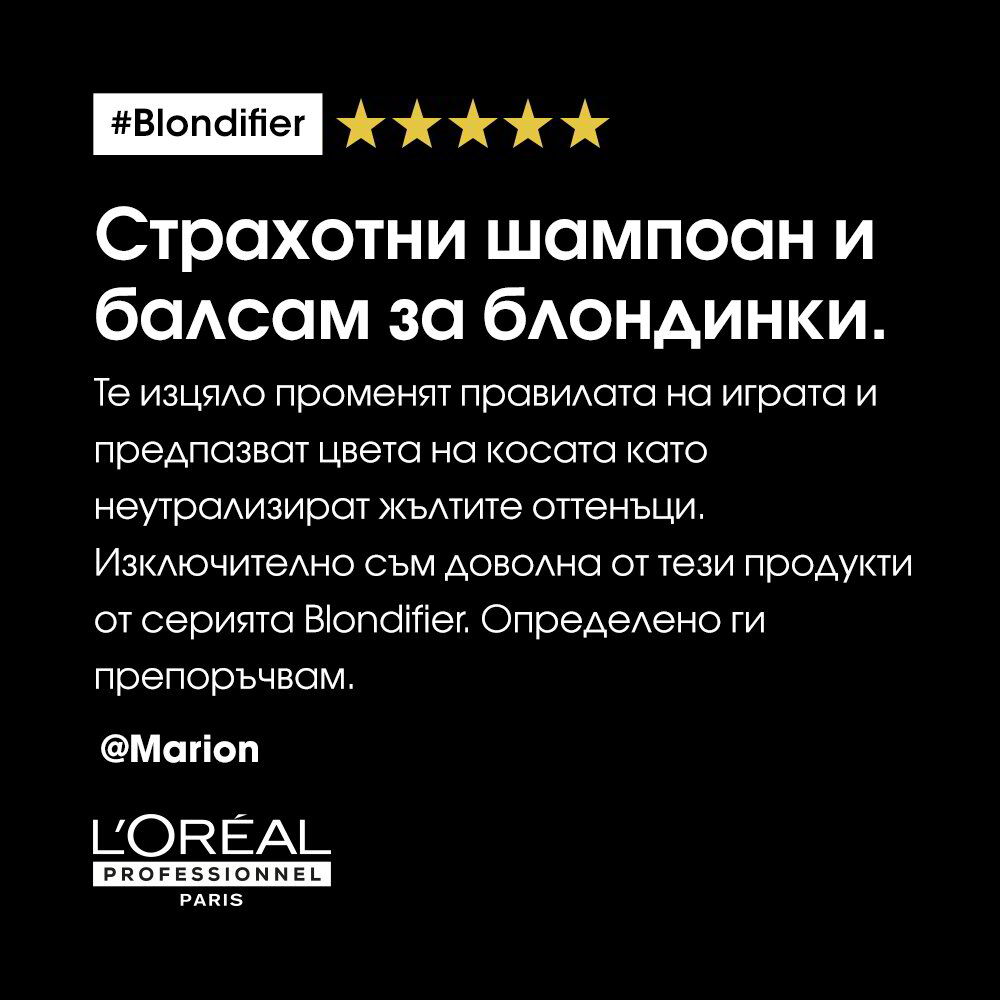 #Blondifier
Страхотни шампоан и
балсам за блондинки.
Те изцяло променят правилата на играта и
предпазват цвета на косата като
неутрализират жълтите оттенъци.
Изключително съм доволна от тези продукти
от серията Blondifier. Определено ги
препоръчвам.
@Marion
L'ORÉAL
PROFESSIONNEL
PARIS